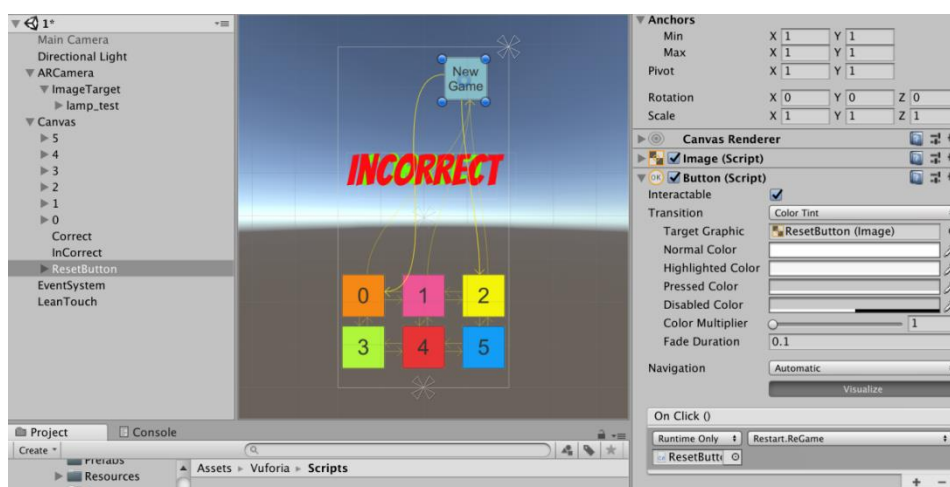 1*
Main Camera
Directional Light
ARCamera
ImageTarget
lamp_test
Canvas
5
4
3
2
1
0
Correct
InCorrect
ResetButton
EventSystem
LeanTouch
New
Game
INCORRECT
0 1 2
3 4 5
Anchors
Min X 1 Y 1
Max X 1 Y 1
Pivot X 1 Y 1
Rotation X 0 Y 0 Z 0
Scale X 1 Y 1 Z 1
Canvas Renderer
Image (Script)
OK Button (Script)
Interactable
Transition Color Tint
Target Graphic ResetButton (Image)
Normal Color
Highlighted Color
Pressed Color
Disabled Color
Color Multiplier 1
Fade Duration 0.1
Navigation Automatic
Visualize
On Click ()
Runtime Only Restart.ReGame
ResetButt
Project Console
Create
Prefabs
Resources
Assets Vuforia Scripts